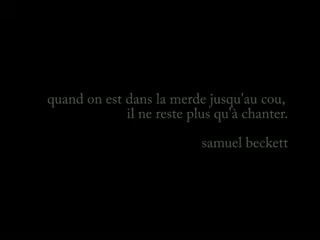 quand on est dans la merde jusqu'au cou,
il ne reste plus qu'à chanter.
samuel beckett